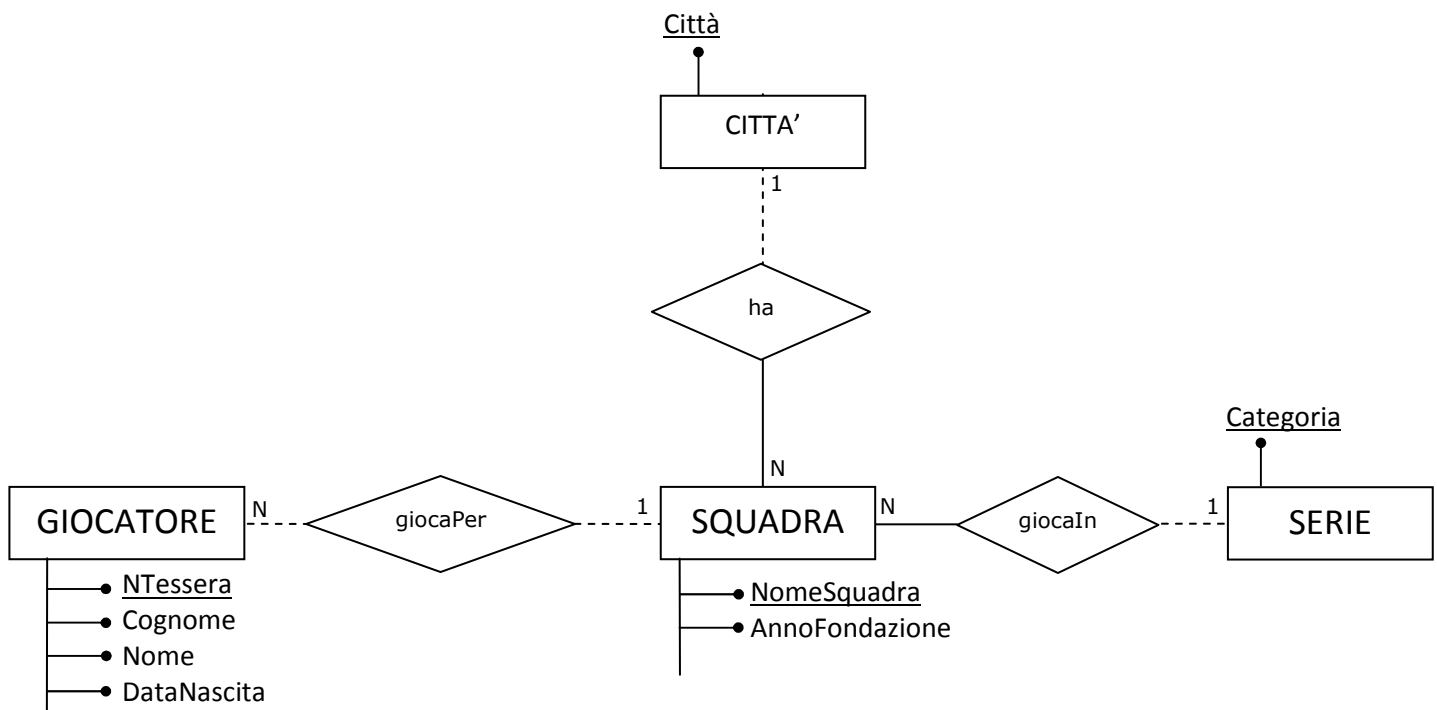 Città
CITTA’
1
ha
N
Categoria
GIOCATORE
N
giocaPer
1
SQUADRA
N
giocaIn
1
SERIE
NTessera
Cognome
Nome
DataNascita
NomeSquadra
AnnoFondazione